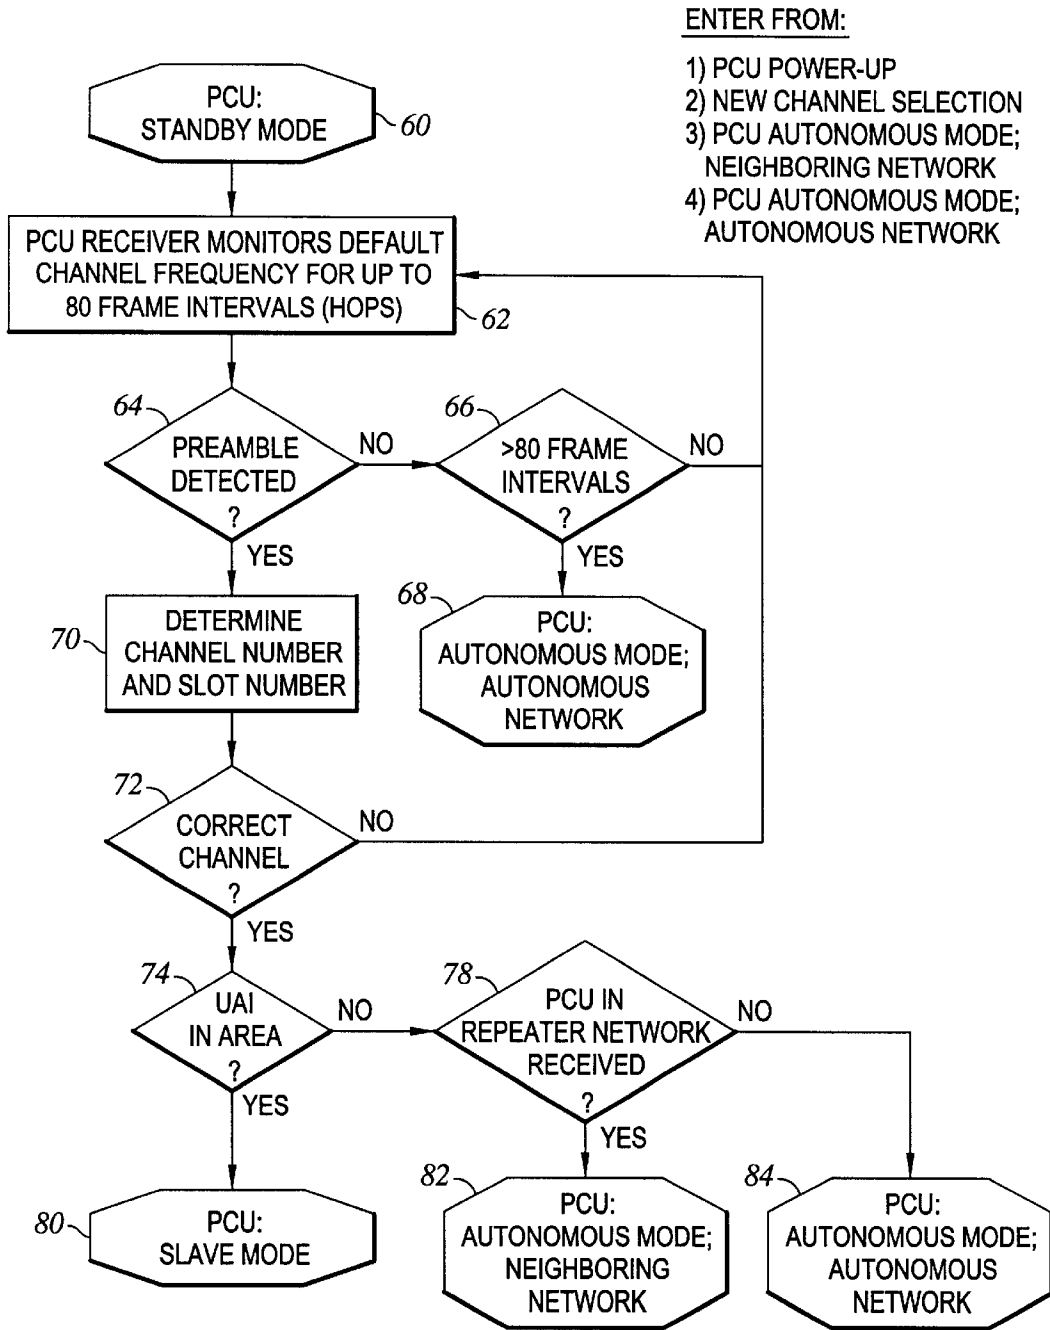 ENTER FROM:
1) PCU POWER-UP
2) NEW CHANNEL SELECTION
3) PCU AUTONOMOUS MODE;
NEIGHBORING NETWORK
4) PCU AUTONOMOUS MODE;
AUTONOMOUS NETWORK
PCU:
STANDBY MODE
60
PCU RECEIVER MONITORS DEFAULT
CHANNEL FREQUENCY FOR UP TO
80 FRAME INTERVALS (HOPS)
62
64
PREAMBLE
DETECTED
?
NO
YES
66
>80 FRAME
INTERVALS
?
NO
YES
68
PCU:
AUTONOMOUS MODE;
AUTONOMOUS
NETWORK
70
DETERMINE
CHANNEL NUMBER
AND SLOT NUMBER
72
CORRECT
CHANNEL
?
NO
YES
74
UAI
IN AREA
?
NO
YES
78
PCU IN
REPEATER NETWORK
RECEIVED
?
NO
YES
80
PCU:
SLAVE MODE
82
PCU:
AUTONOMOUS MODE;
NEIGHBORING
NETWORK
84
PCU:
AUTONOMOUS MODE;
AUTONOMOUS
NETWORK